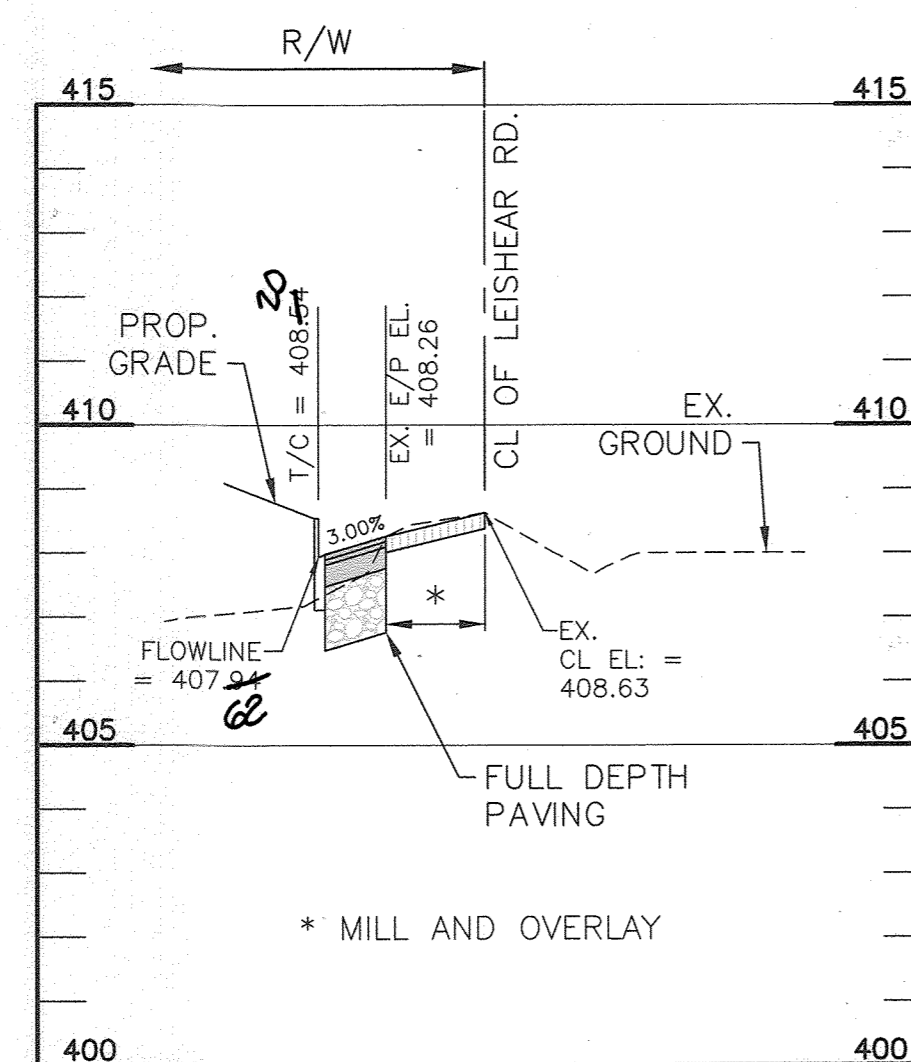 R/W
415
415
CL OF LEISHEAR RD.
20
T/C = 408.54
EX. E/P EL.
= 408.26
PROP.
GRADE
410
410
EX.
GROUND
3.00%
*
FLOWLINE
= 407.94
62
EX.
CL EL: =
408.63
405
405
FULL DEPTH
PAVING
* MILL AND OVERLAY
400
400